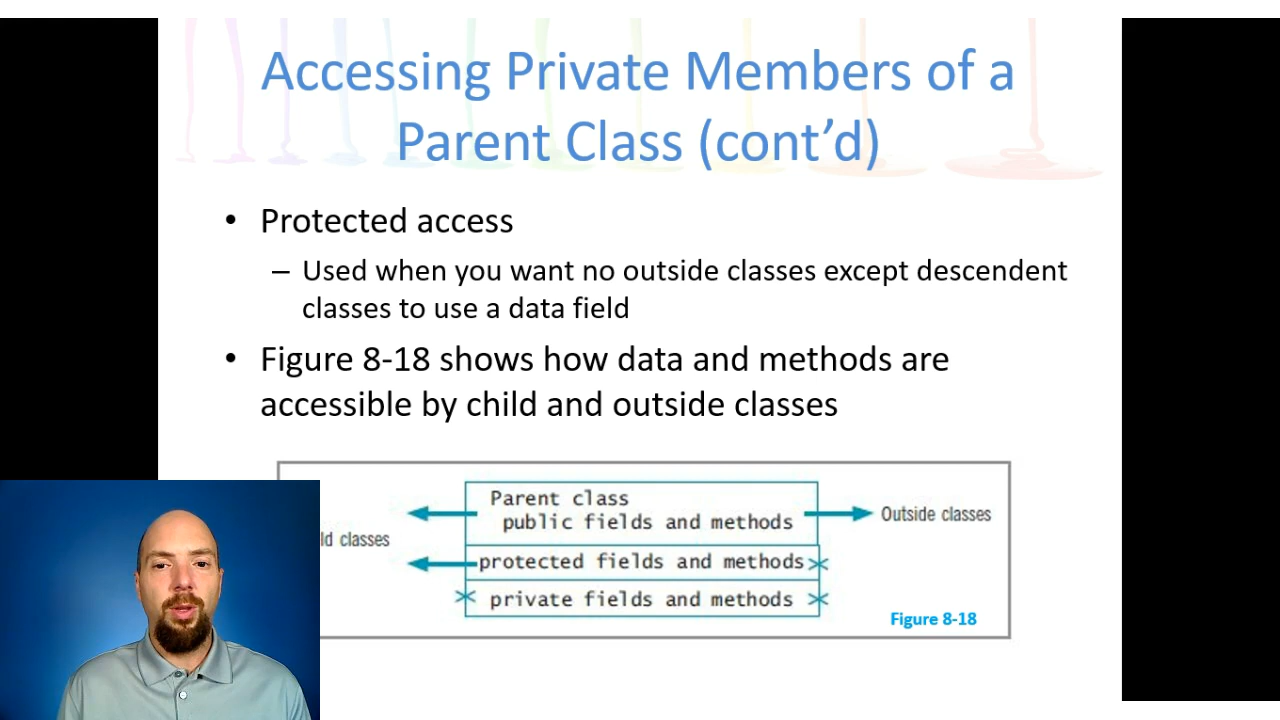 Accessing Private Members of a
Parent Class (cont’d)
• Protected access
– Used when you want no outside classes except descendent
classes to use a data field
• Figure 8-18 shows how data and methods are
accessible by child and outside classes
Parent class
public fields and methods
Outside classes
ld classes
protected fields and methods
private fields and methods
Figure 8-18